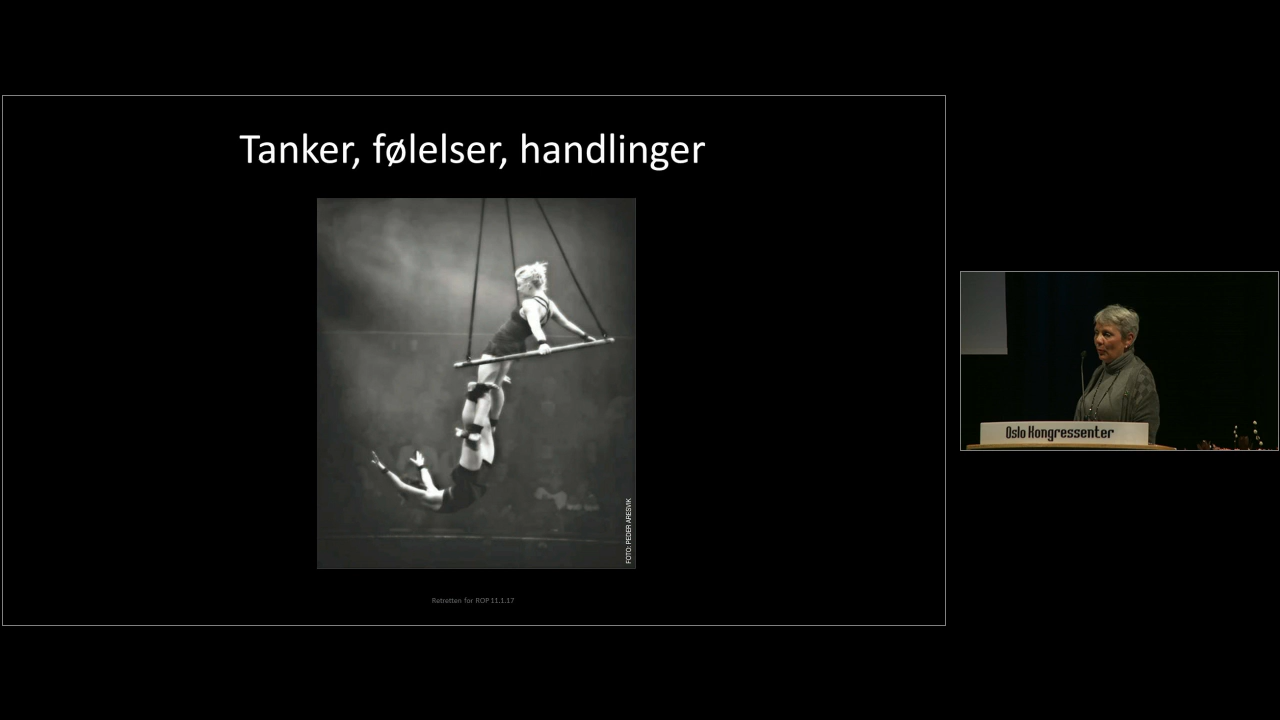 Tanker, følelser, handlinger
FOTO: PEDER ARESVIK
Retretten for ROP 11.1.17
Oslo Kongressenter